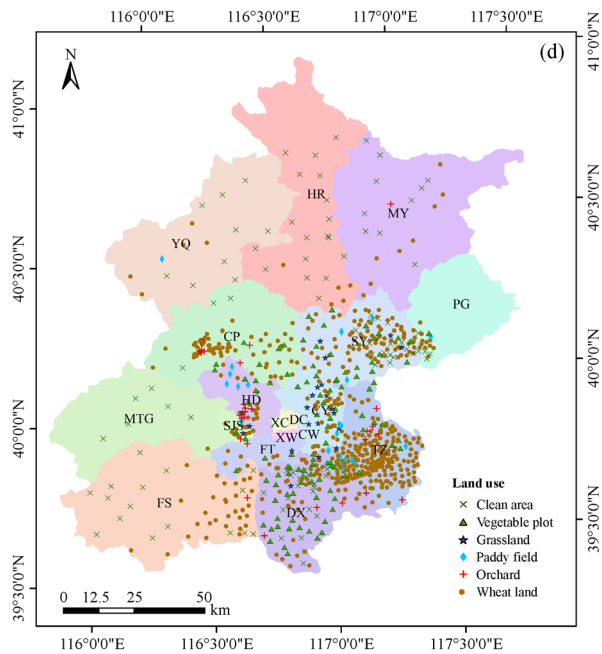 116°0'0"E 116°30'0"E 117°0'0"E 117°30'0"E
(d)
N
41°0'0"N
41°0'0"N
HR
MY
40°30'0"N
YQ
40°30'0"N
PG
CP
SY
40°0'0"N
MTG
HD
CY
XC DC
SJS
40°0'0"N
XW CW
FT
TZ
Land use
Clean area
FS
DX
Vegetable plot
39°30'0"N
Grassland
Paddy field
Orchard
39°30'0"N
Wheat land
0 12.5 25 50
km
116°0'0"E 116°30'0"E 117°0'0"E 117°30'0"E